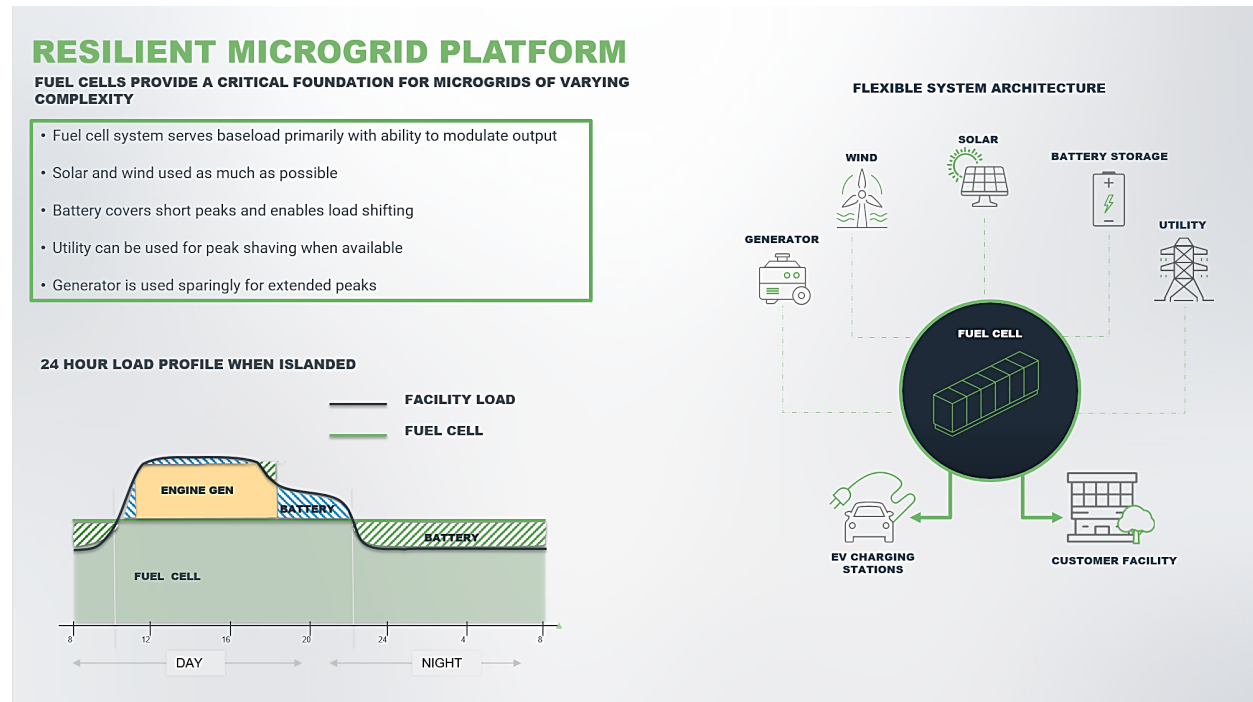 RESILIENT MICROGRID PLATFORM
FUEL CELLS PROVIDE A CRITICAL FOUNDATION FOR MICROGRIDS OF VARYING
COMPLEXITY
• Fuel cell system serves baseload primarily with ability to modulate output
• Solar and wind used as much as possible
• Battery covers short peaks and enables load shifting
• Utility can be used for peak shaving when available
• Generator is used sparingly for extended peaks
24 HOUR LOAD PROFILE WHEN ISLANDED
FACILITY LOAD
FUEL CELL
ENGINE GEN
BATTERY
BATTERY
FUEL CELL
8 12 16 20 24 4 8
DAY NIGHT
FLEXIBLE SYSTEM ARCHITECTURE
SOLAR
WIND
BATTERY STORAGE
UTILITY
GENERATOR
FUEL CELL
EV CHARGING
STATIONS
CUSTOMER FACILITY